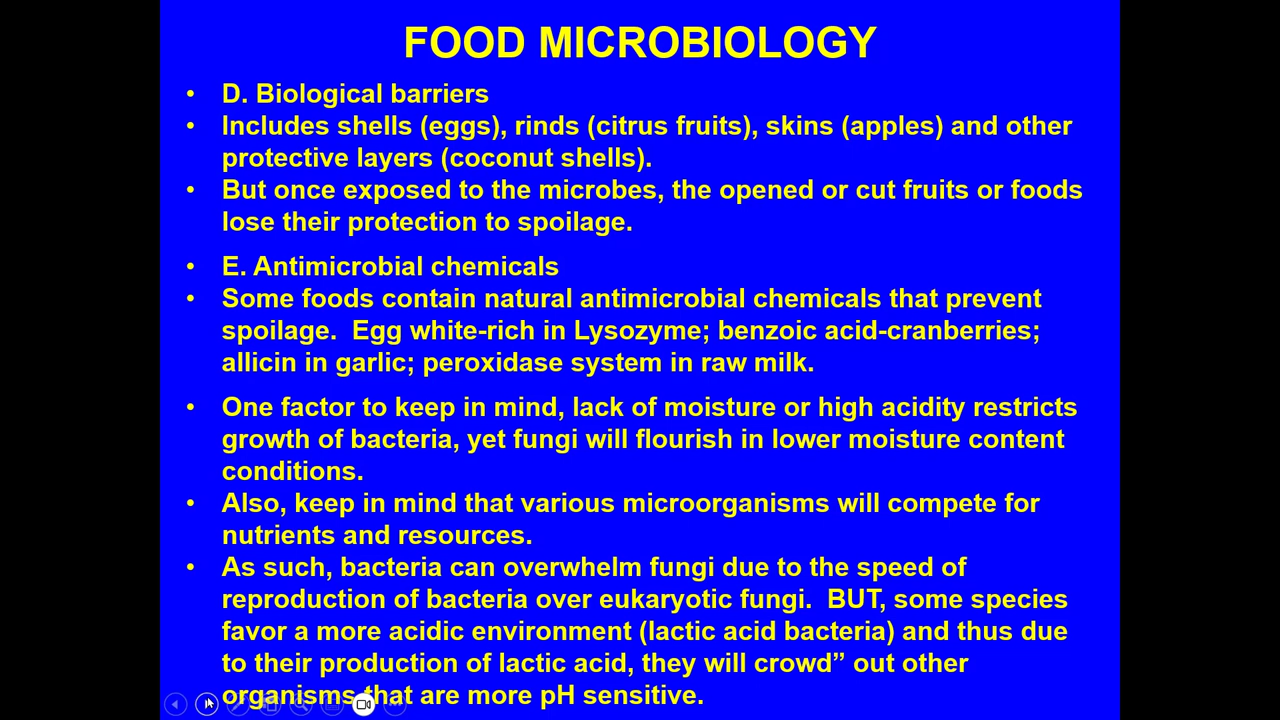 FOOD MICROBIOLOGY
• D. Biological barriers
• Includes shells (eggs), rinds (citrus fruits), skins (apples) and other
protective layers (coconut shells).
• But once exposed to the microbes, the opened or cut fruits or foods
lose their protection to spoilage.
• E. Antimicrobial chemicals
• Some foods contain natural antimicrobial chemicals that prevent
spoilage.  Egg white-rich in Lysozyme; benzoic acid-cranberries;
allicin in garlic; peroxidase system in raw milk.
• One factor to keep in mind, lack of moisture or high acidity restricts
growth of bacteria, yet fungi will flourish in lower moisture content
conditions.
• Also, keep in mind that various microorganisms will compete for
nutrients and resources.
• As such, bacteria can overwhelm fungi due to the speed of
reproduction of bacteria over eukaryotic fungi.  BUT, some species
favor a more acidic environment (lactic acid bacteria) and thus due
to their production of lactic acid, they will crowd” out other
organisms that are more pH sensitive.